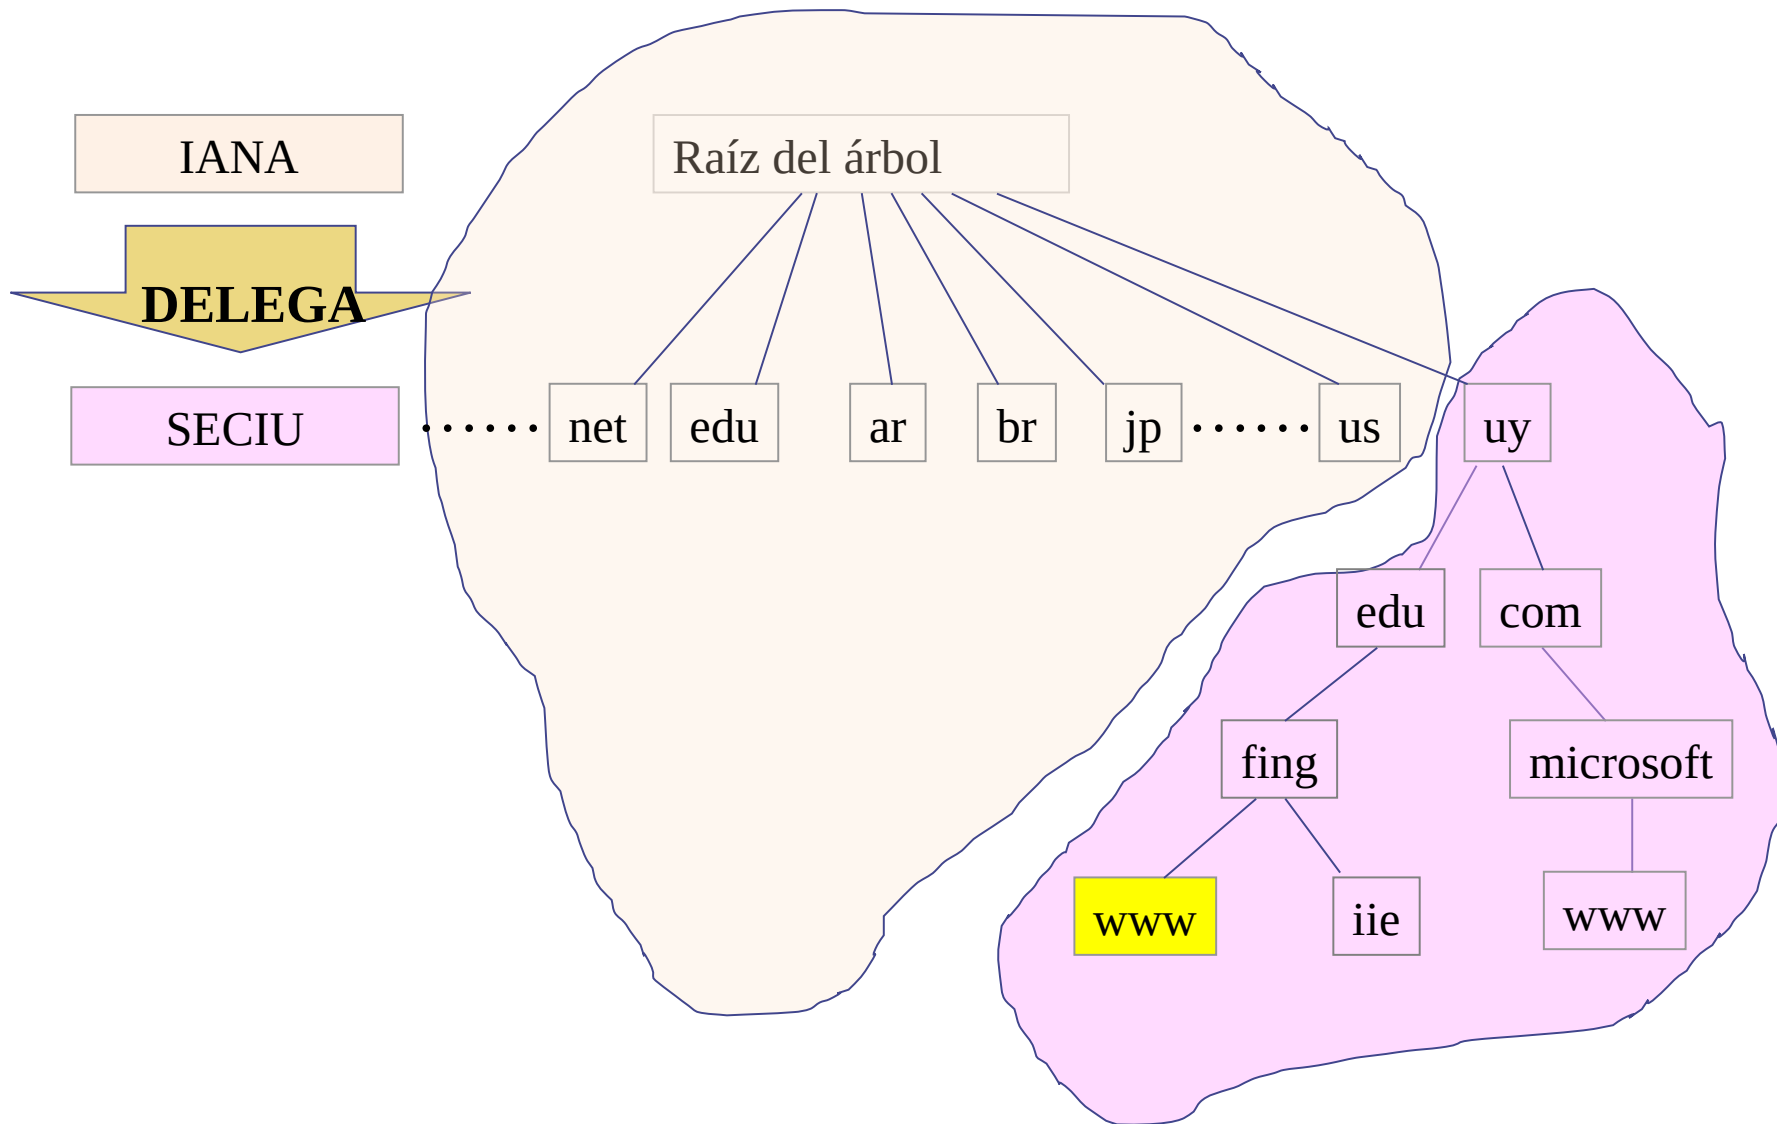 IANA
Raíz del árbol
DELEGA
SECIU
...... net edu ar br jp ...... us uy
edu com
fing microsoft
www iie www